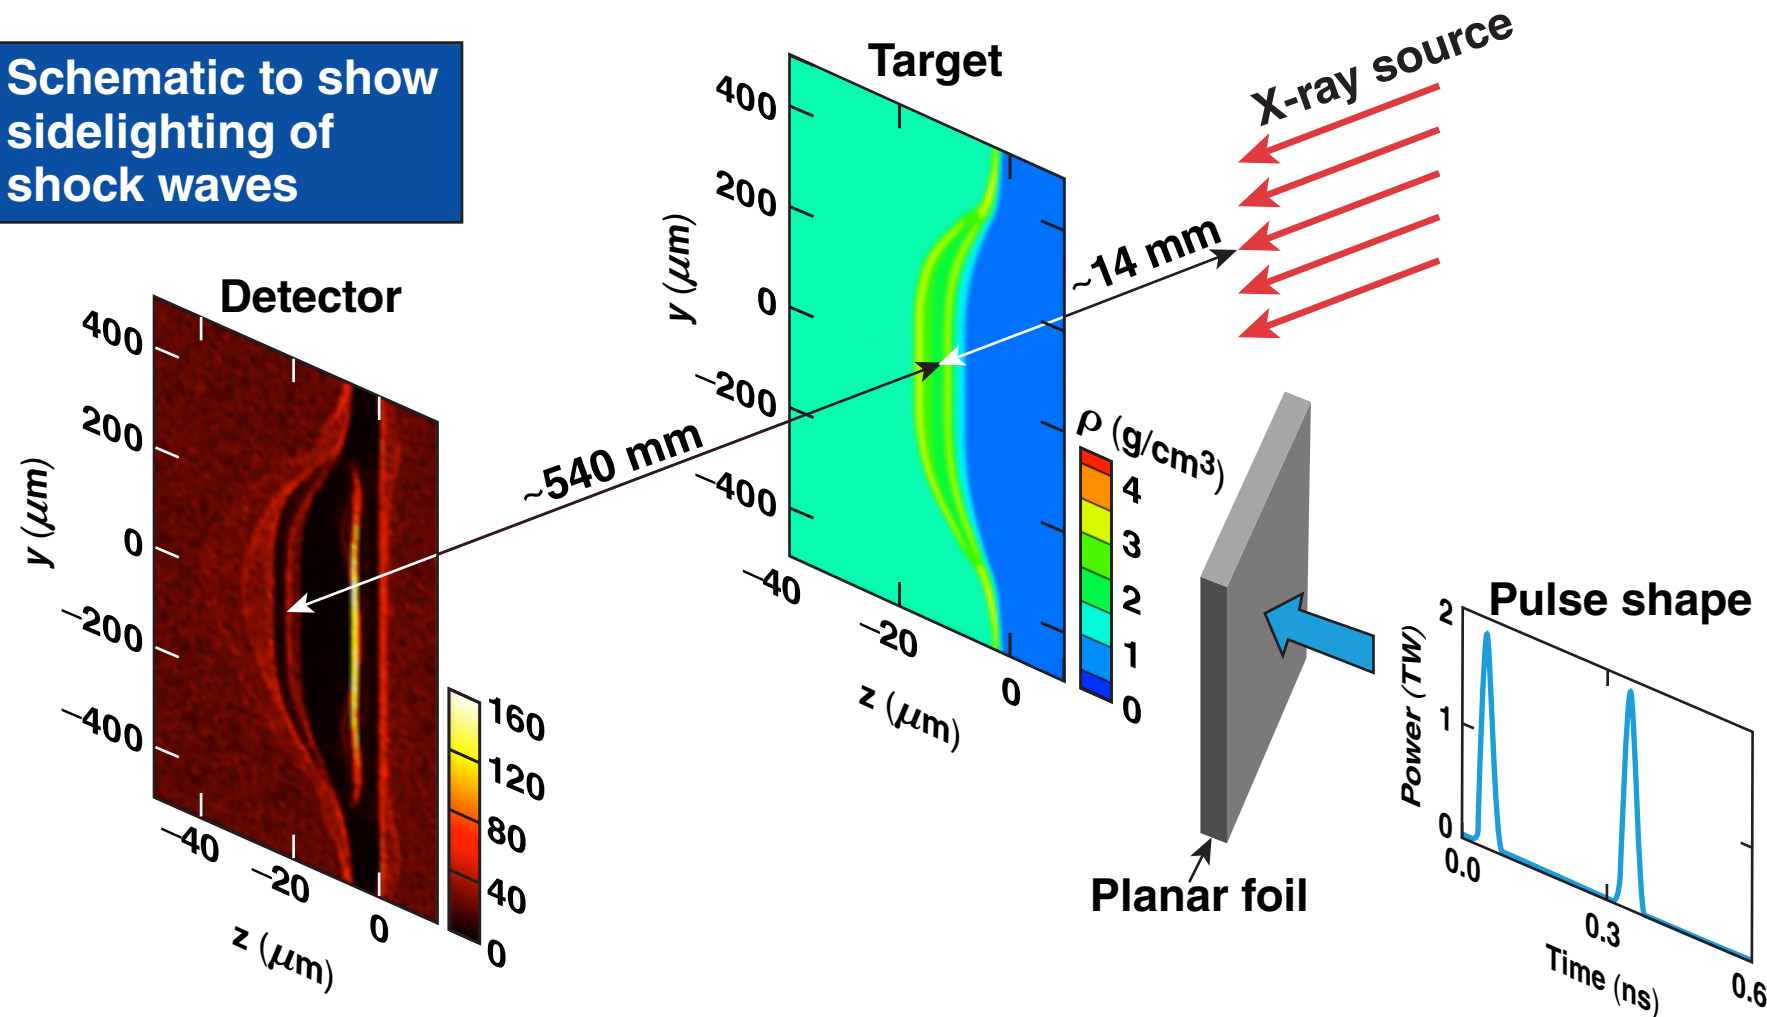 Schematic to show
sidelighting of
shock waves
Target
X-ray source
400
200
0
–200
–400
y (μm)
–40
–20
0
z (μm)
~14 mm
~540 mm
Detector
400
200
0
–200
–400
y (μm)
–40
–20
0
z (μm)
160
120
80
40
0
ρ (g/cm³)
4
3
2
1
0
Planar foil
Pulse shape
2
1
0
Power (TW)
0.0
0.3
0.6
Time (ns)